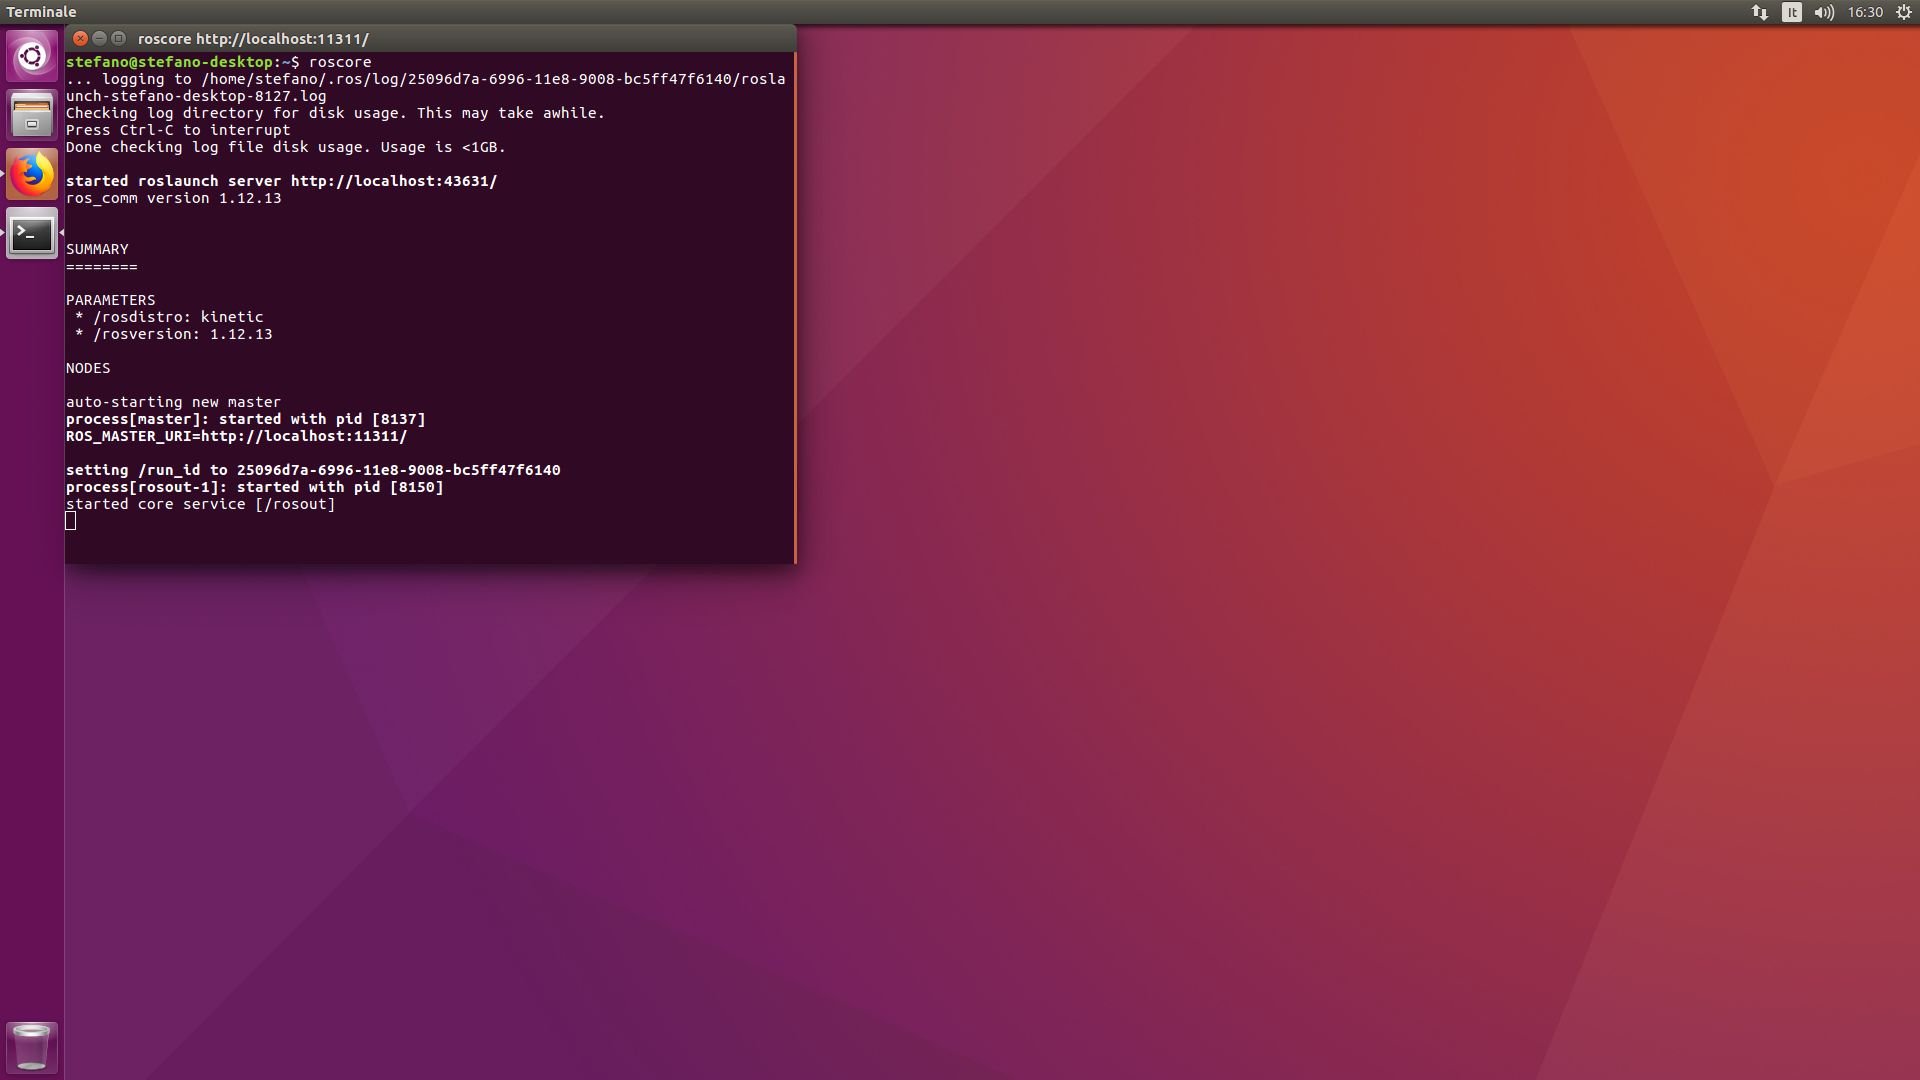 Terminale
It
16:30
roscore http://localhost:11311/
stefano@stefano-desktop:~$ roscore
... logging to /home/stefano/.ros/log/25096d7a-6996-11e8-9008-bc5ff47f6140/rosla
unch-stefano-desktop-8127.log
Checking log directory for disk usage. This may take awhile.
Press Ctrl-C to interrupt
Done checking log file disk usage. Usage is <1GB.
started roslaunch server http://localhost:43631/
ros_comm version 1.12.13
SUMMARY
========
PARAMETERS
* /rosdistro: kinetic
* /rosversion: 1.12.13
NODES
auto-starting new master
process[master]: started with pid [8137]
ROS_MASTER_URI=http://localhost:11311/
setting /run_id to 25096d7a-6996-11e8-9008-bc5ff47f6140
process[rosout-1]: started with pid [8150]
started core service [/rosout]